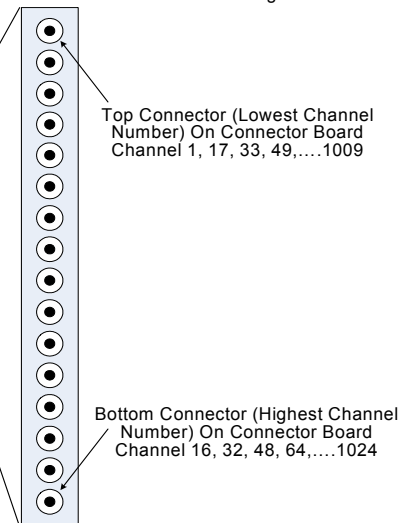 Top Connector (Lowest Channel
Number) On Connector Board
Channel 1, 17, 33, 49,....1009
Bottom Connector (Highest Channel
Number) On Connector Board
Channel 16, 32, 48, 64,....1024